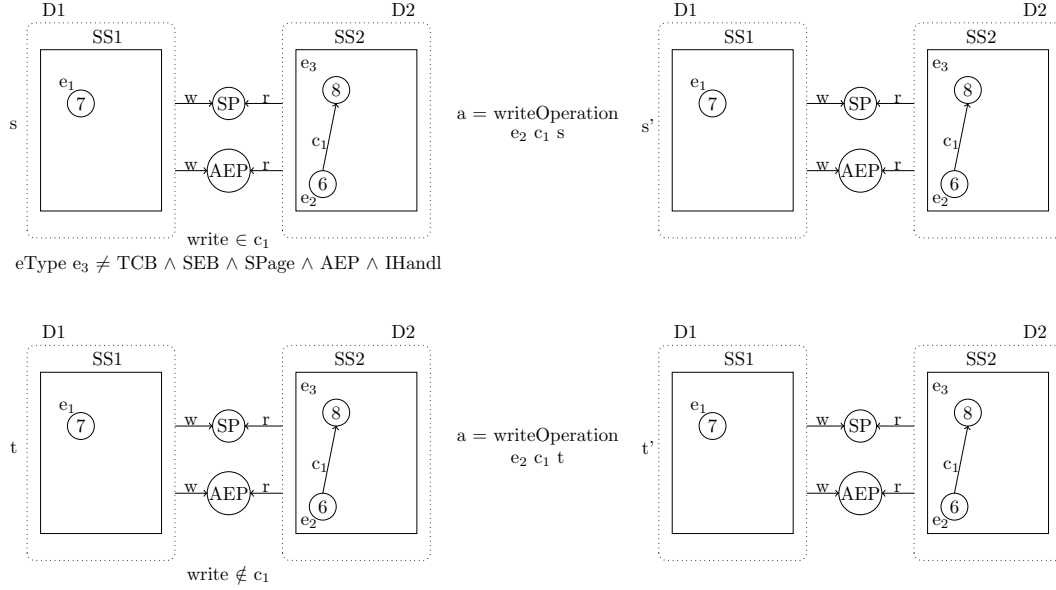 D1 D2 D1 D2
SS1 SS2 SS1 SS2
e₃ e₃
e₁ 8 e₁ 8
7 w SP r 7 w SP r
a = writeOperation
s c₁ e₂ c₁ s s' c₁
w AEP r w AEP r
6 6
e₂ e₂
write ∈ c₁
eType e₃ ≠ TCB ∧ SEB ∧ SPage ∧ AEP ∧ IHandl
D1 D2 D1 D2
SS1 SS2 SS1 SS2
e₃ e₃
e₁ 8 e₁ 8
7 w SP r 7 w SP r
a = writeOperation
t c₁ e₂ c₁ t t' c₁
w AEP r w AEP r
6 6
e₂ e₂
write ∉ c₁